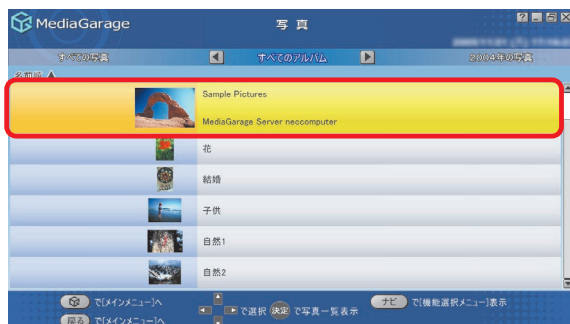 MediaGarage
写真
すべての写真
すべてのアルバム
2004年の写真
名前順 ▲
Sample Pictures
MediaGarage Server neccomputer
花
結婚
子供
自然1
自然2
で[メインメニュー]へ
で選択 決定 で写真一覧表示
ナビ で[機能選択メニュー]表示
戻る で[メインメニュー]へ